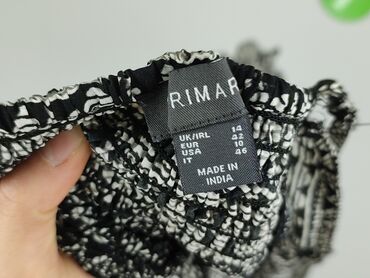 RIMAR
UK/IRL 14
EUR 42
USA 10
IT 46
MADE IN
INDIA